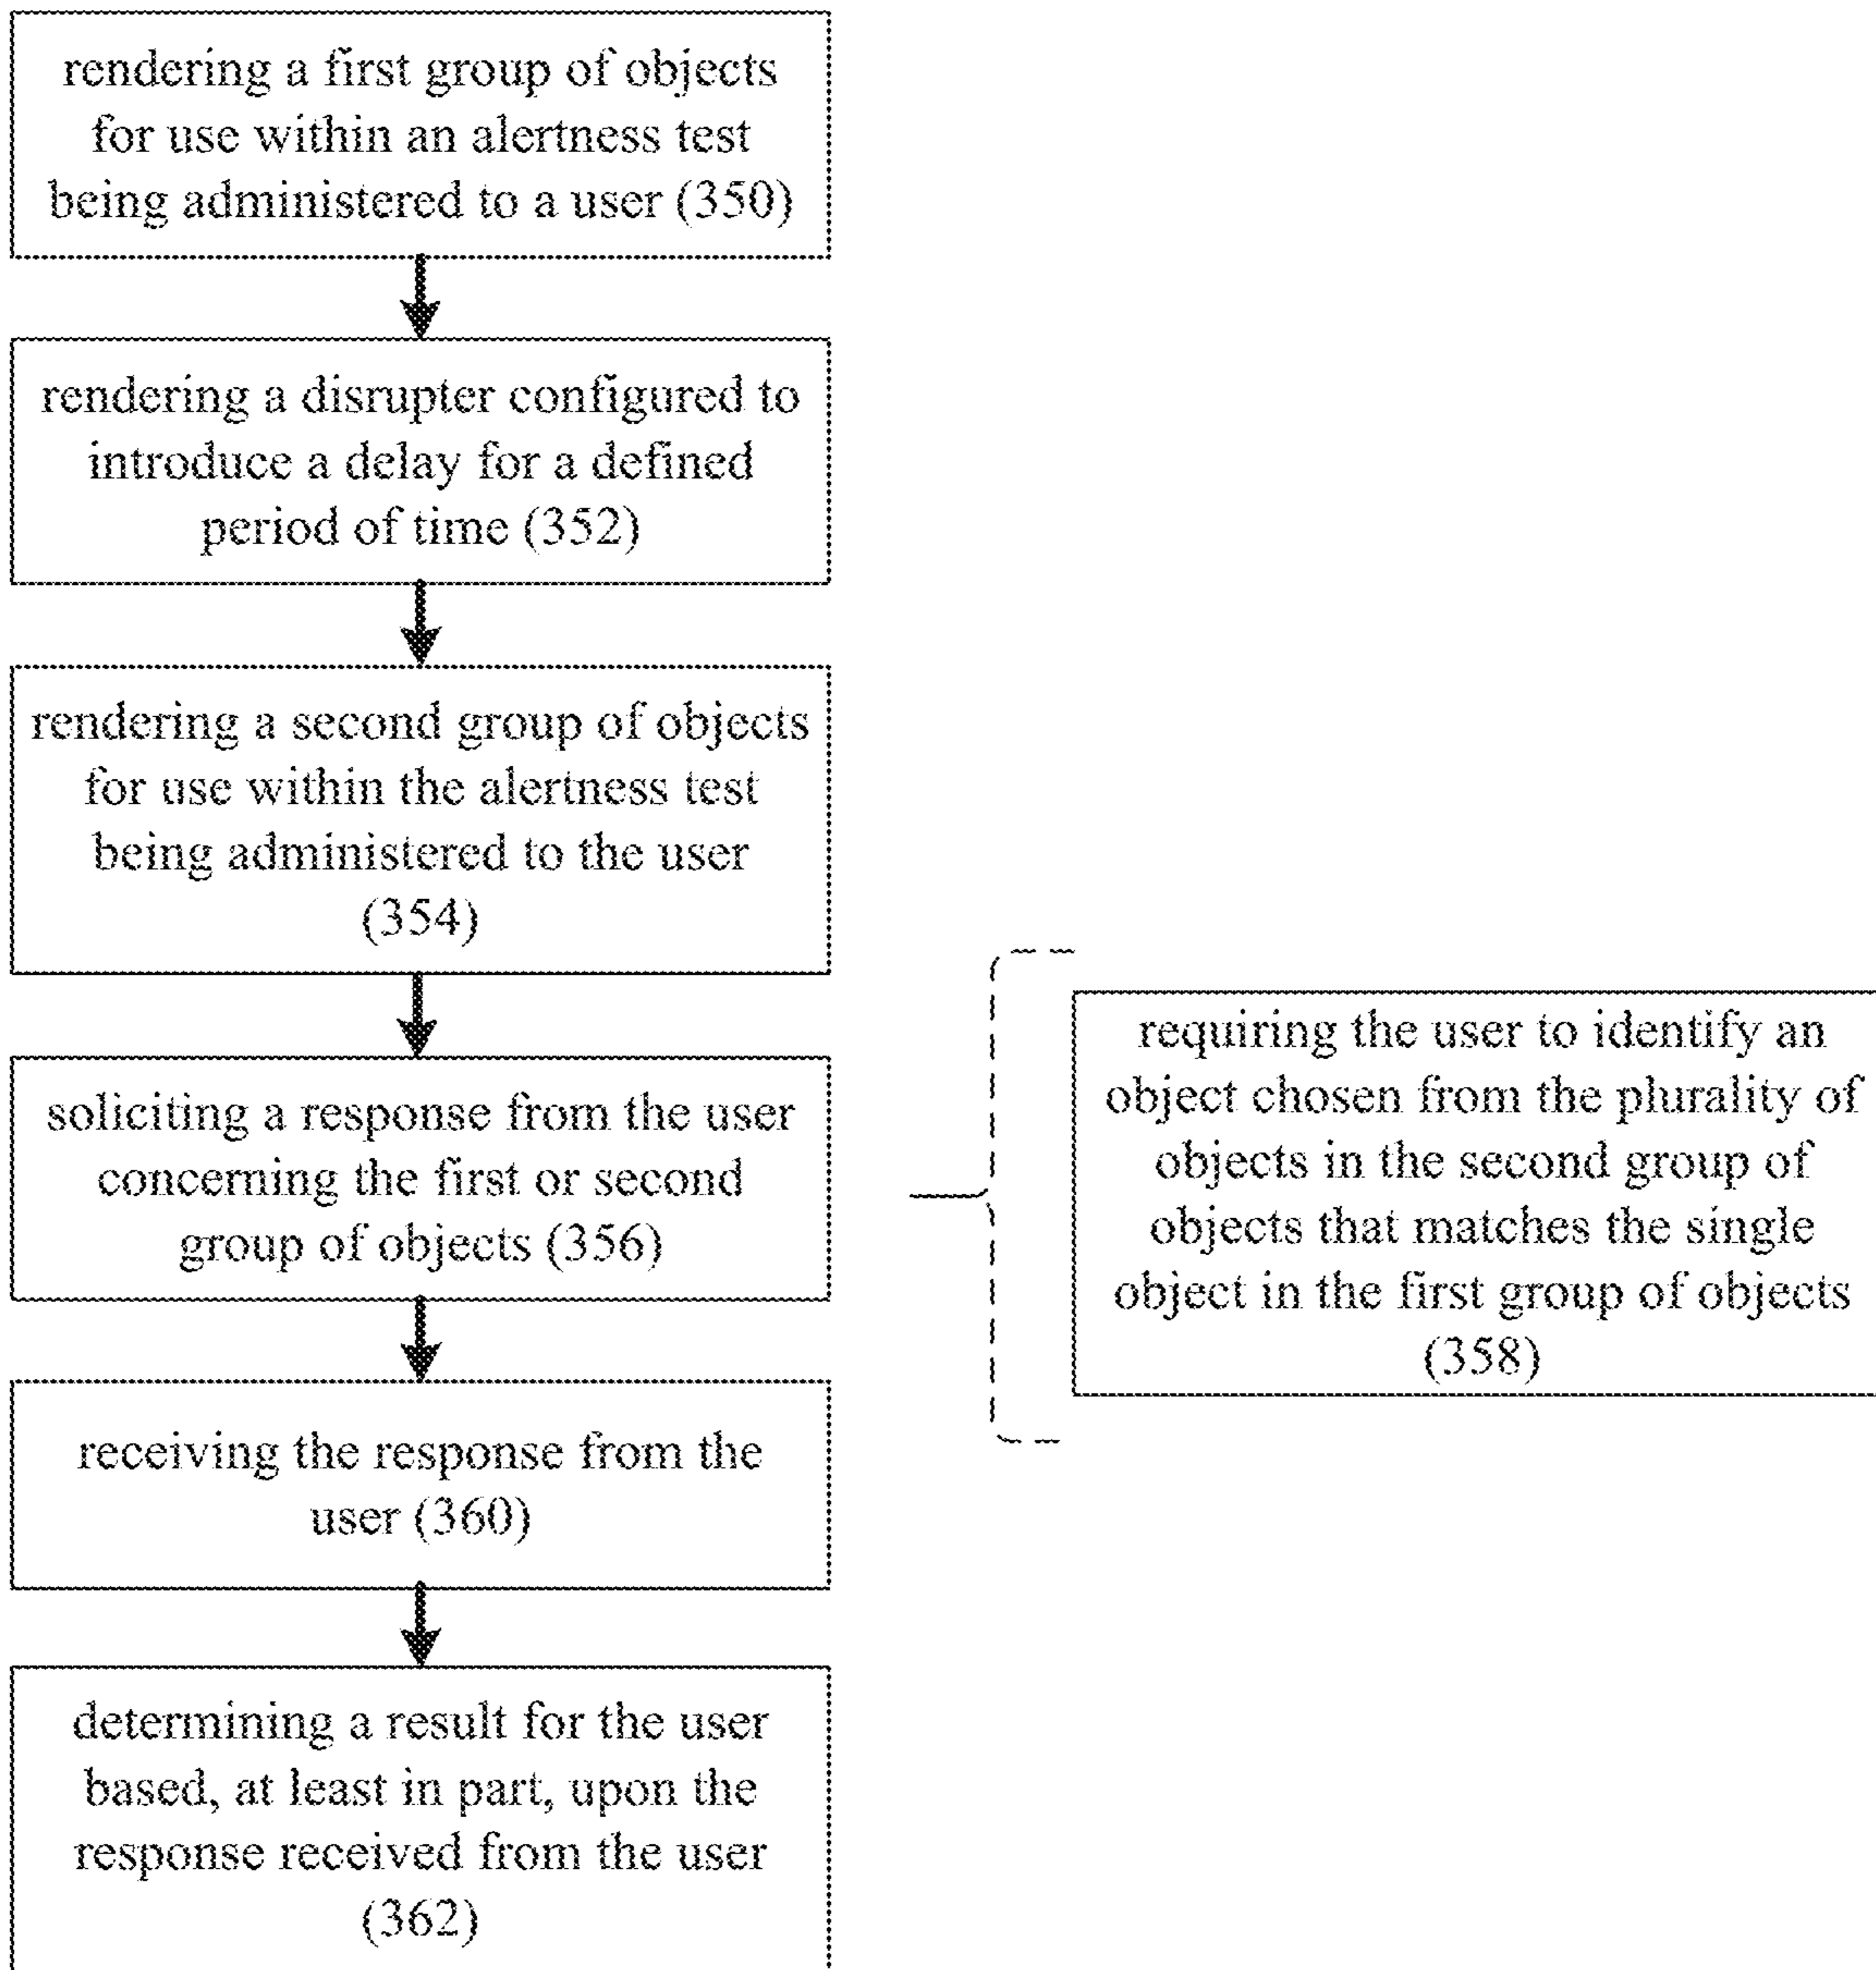 rendering a first group of objects
for use within an alertness test
being administered to a user (350)
rendering a disrupter configured to
introduce a delay for a defined
period of time (352)
rendering a second group of objects
for use within the alertness test
being administered to the user
(354)
soliciting a response from the user
concerning the first or second
group of objects (356)
requiring the user to identify an
object chosen from the plurality of
objects in the second group of
objects that matches the single
object in the first group of objects
(358)
receiving the response from the
user (360)
determining a result for the user
based, at least in part, upon the
response received from the user
(362)